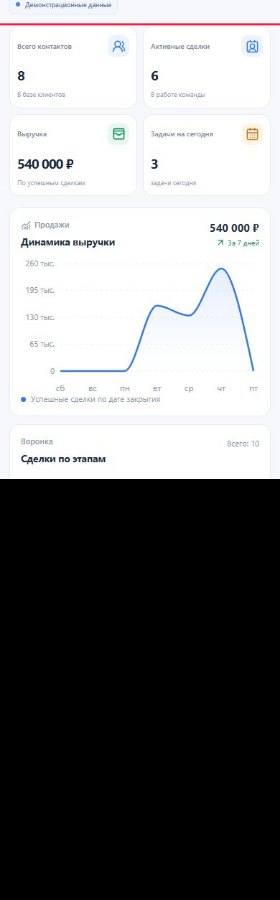 Демонстрационные данные
Всего контактов
8
В базе клиентов
Активные сделки
6
В работе команды
Выручка
540 000 ₽
По успешным сделкам
Задачи на сегодня
3
задачи сегодня
Продажи
Динамика выручки
540 000 ₽
За 7 дней
260 тыс.
195 тыс.
130 тыс.
65 тыс.
0
сб вс пн вт ср чт пт
Успешные сделки по дате закрытия
Воронка
Сделки по этапам
Всего: 10